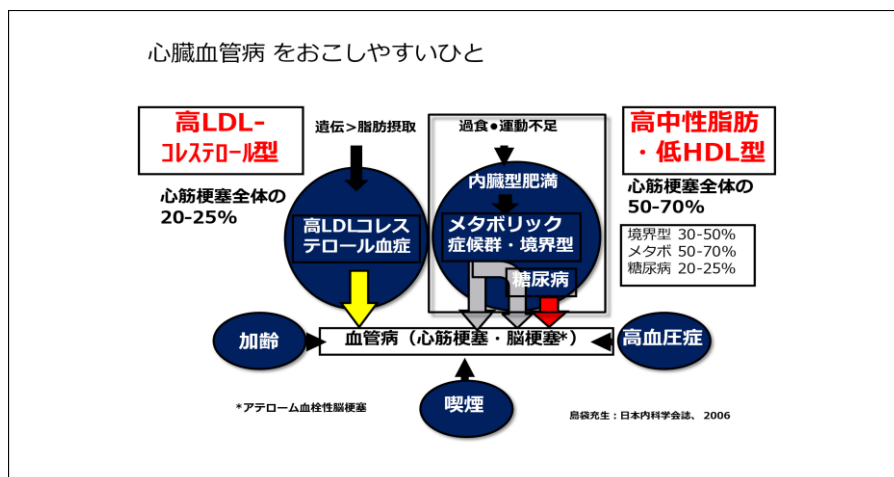 心臓血管病 をおこしやすいひと
高LDL-
ｺﾚｽﾃﾛｰﾙ型
心筋梗塞全体の
20-25%
遺伝>脂肪摂取
高LDLコレス
テロール血症
過食●運動不足
内臓型肥満
メタボリック
症候群・境界型
糖尿病
高中性脂肪
・低HDL型
心筋梗塞全体の
50-70%
境界型 30-50%
メタボ 50-70%
糖尿病 20-25%
加齢
血管病（心筋梗塞・脳梗塞*）
高血圧症
喫煙
*アテローム血栓性脳梗塞
島袋充生：日本内科学会誌、2006